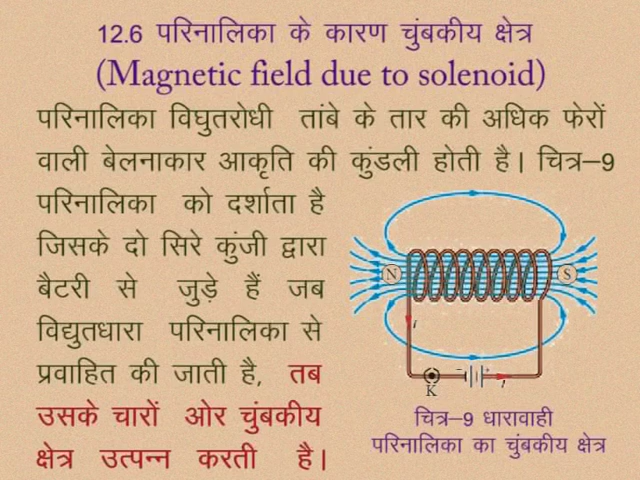 12.6 परिनालिका के कारण चुंबकीय क्षेत्र
(Magnetic field due to solenoid)
परिनालिका विघुतरोधी तांबे के तार की अधिक फेरों
वाली बेलनाकार आकृति की कुंडली होती है। चित्र–9
परिनालिका को दर्शाता है
जिसके दो सिरे कुंजी द्वारा
बैटरी से जुड़े हैं जब
विद्युतधारा परिनालिका से
प्रवाहित की जाती है, तब
उसके चारों ओर चुंबकीय
क्षेत्र उत्पन्न करती है।
N S
I
K
- +
I
चित्र–9 धारावाही
परिनालिका का चुंबकीय क्षेत्र